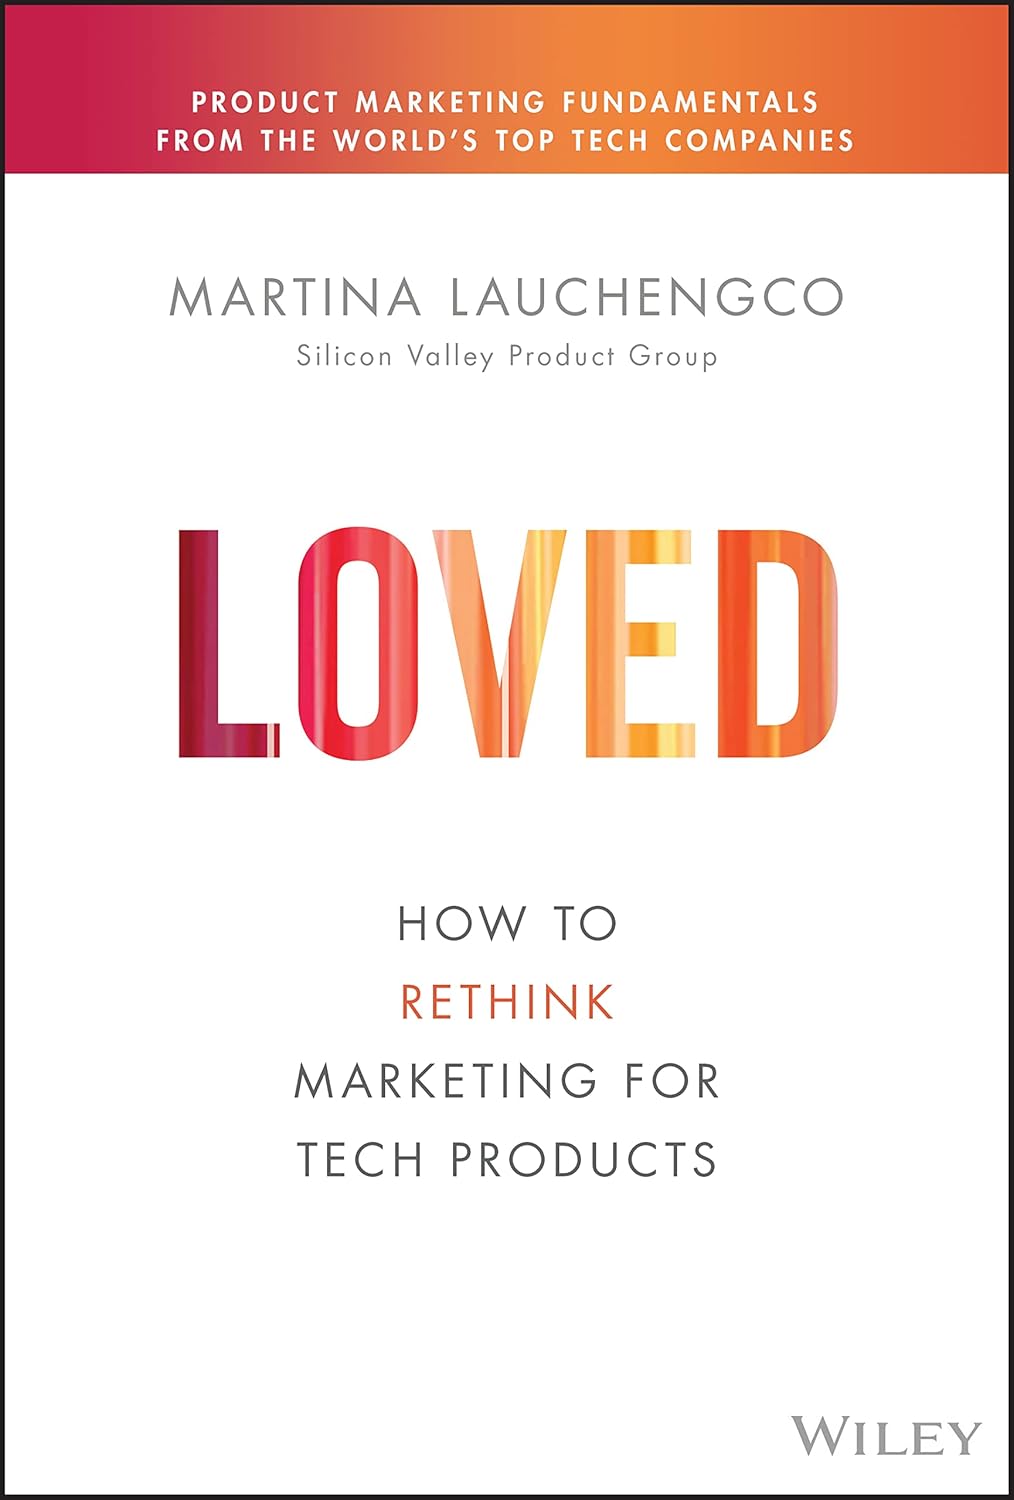 PRODUCT MARKETING FUNDAMENTALS
FROM THE WORLD'S TOP TECH COMPANIES
MARTINA LAUCHENGCO
Silicon Valley Product Group
LOVED
HOW TO
RETHINK
MARKETING FOR
TECH PRODUCTS
WILEY